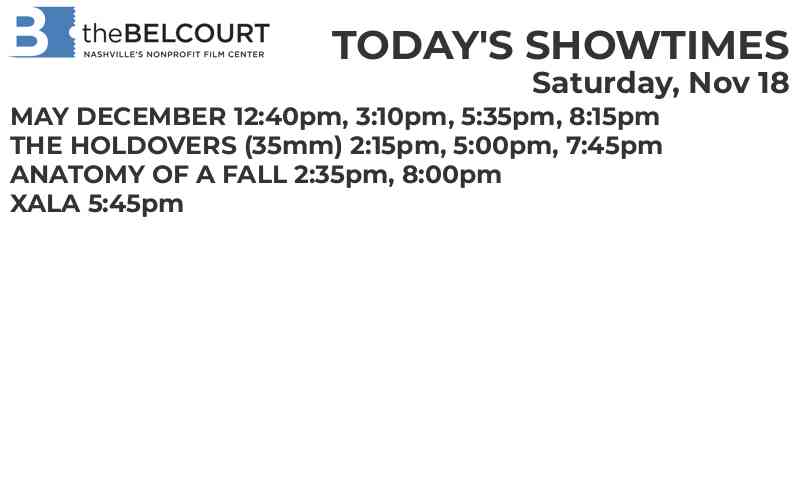 B theBELCOURT
NASHVILLE'S NONPROFIT FILM CENTER
TODAY'S SHOWTIMES
Saturday, Nov 18
MAY DECEMBER 12:40pm, 3:10pm, 5:35pm, 8:15pm
THE HOLDOVERS (35mm) 2:15pm, 5:00pm, 7:45pm
ANATOMY OF A FALL 2:35pm, 8:00pm
XALA 5:45pm